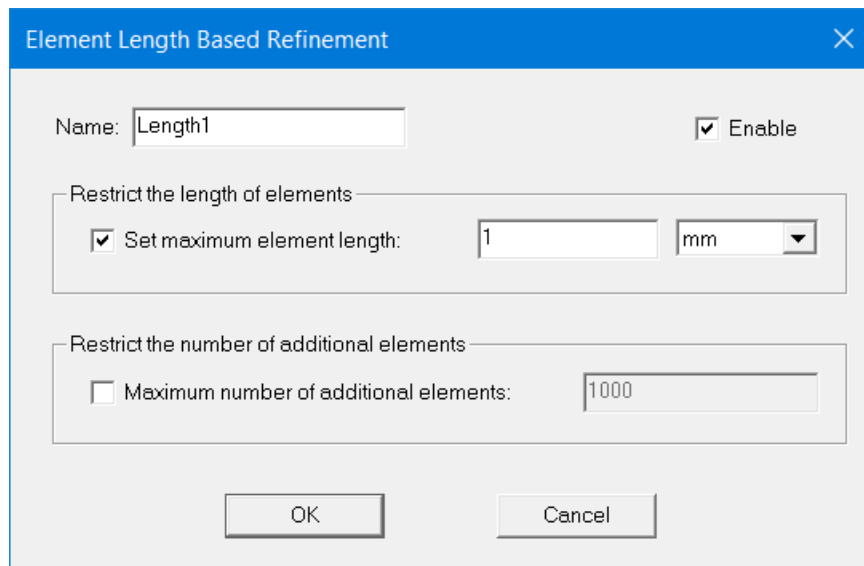 Element Length Based Refinement
Name: Length1 Enable
Restrict the length of elements
Set maximum element length: 1 mm
Restrict the number of additional elements
Maximum number of additional elements: 1000
OK Cancel